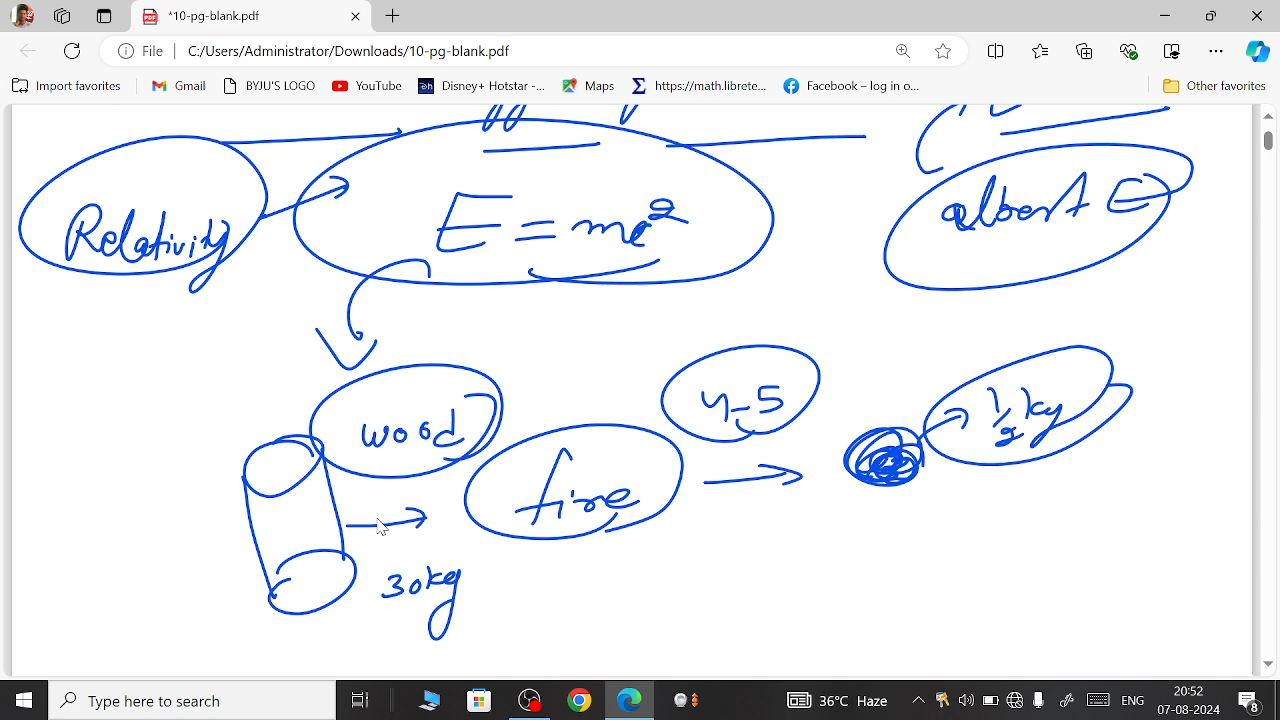 *10-pg-blank.pdf
File C:/Users/Administrator/Downloads/10-pg-blank.pdf
Import favorites Gmail BYJU'S LOGO YouTube Disney+ Hotstar -... Maps https://math.librete... Facebook – log in o... Other favorites
Relativity E = mc² albert E
wood fire 4-5 1/2 kg
30kg
Type here to search 36°C Haze ENG 20:52
07-08-2024 8